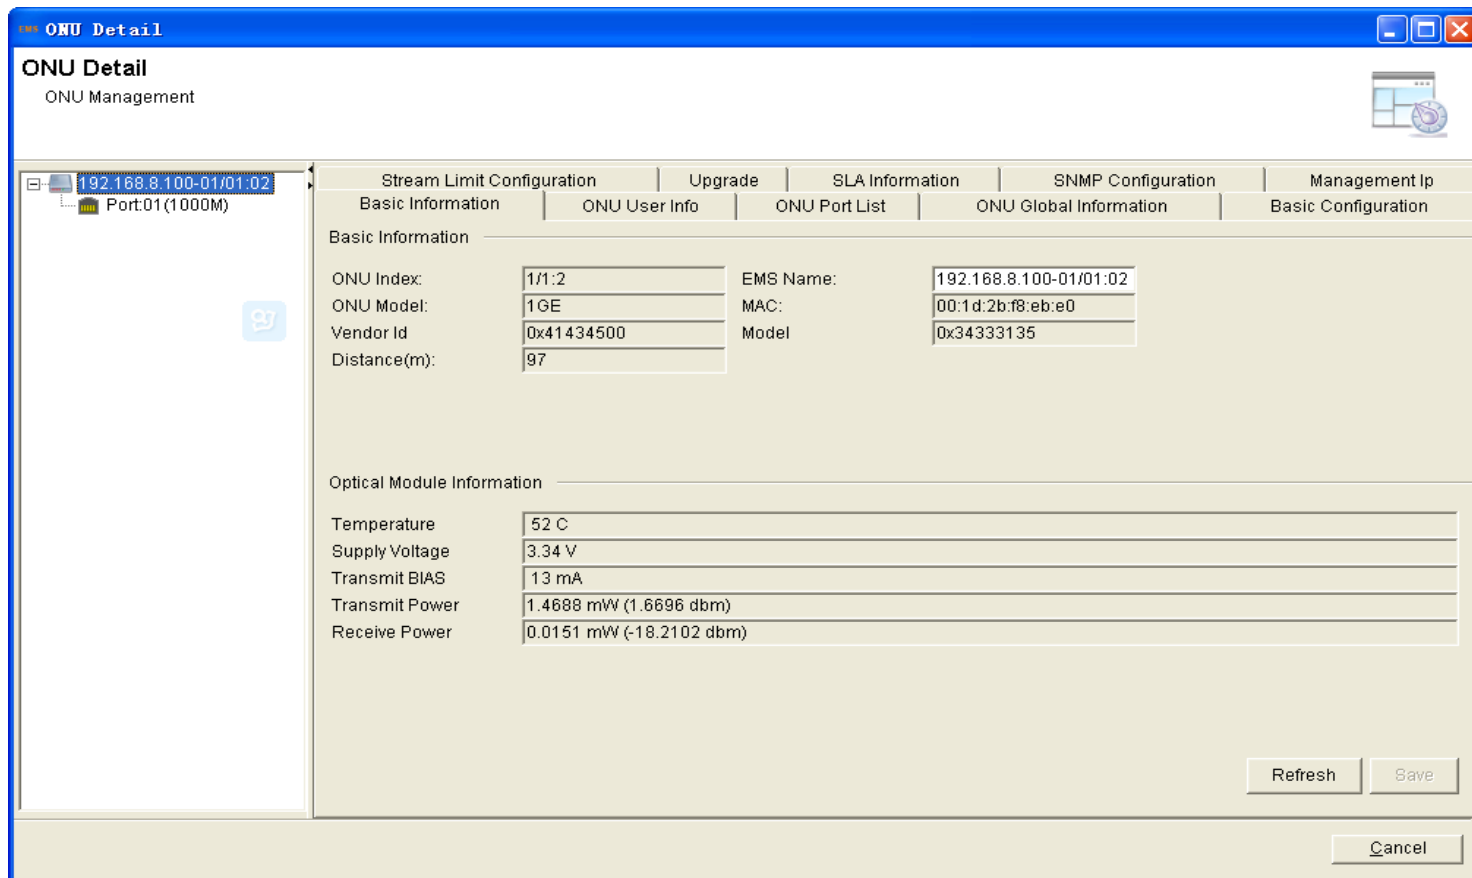 EMS ONU Detail
ONU Detail
ONU Management
192.168.8.100-01/01:02
Port:01(1000M)
Stream Limit Configuration Upgrade SLA Information SNMP Configuration Management Ip
Basic Information ONU User Info ONU Port List ONU Global Information Basic Configuration
Basic Information
ONU Index: 1/1:2 EMS Name: 192.168.8.100-01/01:02
ONU Model: 1GE MAC: 00:1d:2b:f8:eb:e0
Vendor Id 0x41434500 Model 0x34333135
Distance(m): 97
Optical Module Information
Temperature 52 C
Supply Voltage 3.34 V
Transmit BIAS 13 mA
Transmit Power 1.4688 mW (1.6696 dbm)
Receive Power 0.0151 mW (-18.2102 dbm)
Refresh Save
Cancel